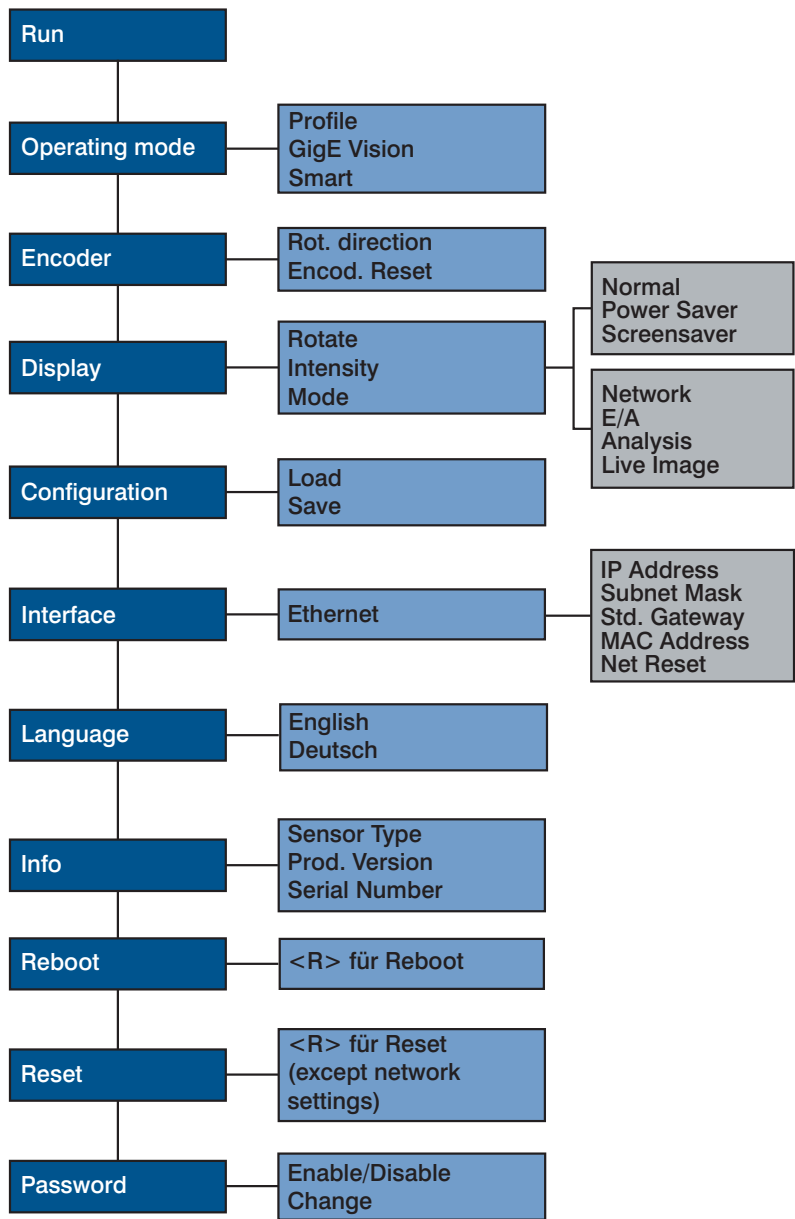 Run
Operating mode
Profile
GigE Vision
Smart
Encoder
Rot. direction
Encod. Reset
Display
Rotate
Intensity
Mode
Normal
Power Saver
Screensaver
Network
E/A
Analysis
Live Image
Configuration
Load
Save
Interface
Ethernet
IP Address
Subnet Mask
Std. Gateway
MAC Address
Net Reset
Language
English
Deutsch
Info
Sensor Type
Prod. Version
Serial Number
Reboot
<R> für Reboot
Reset
<R> für Reset
(except network
settings)
Password
Enable/Disable
Change